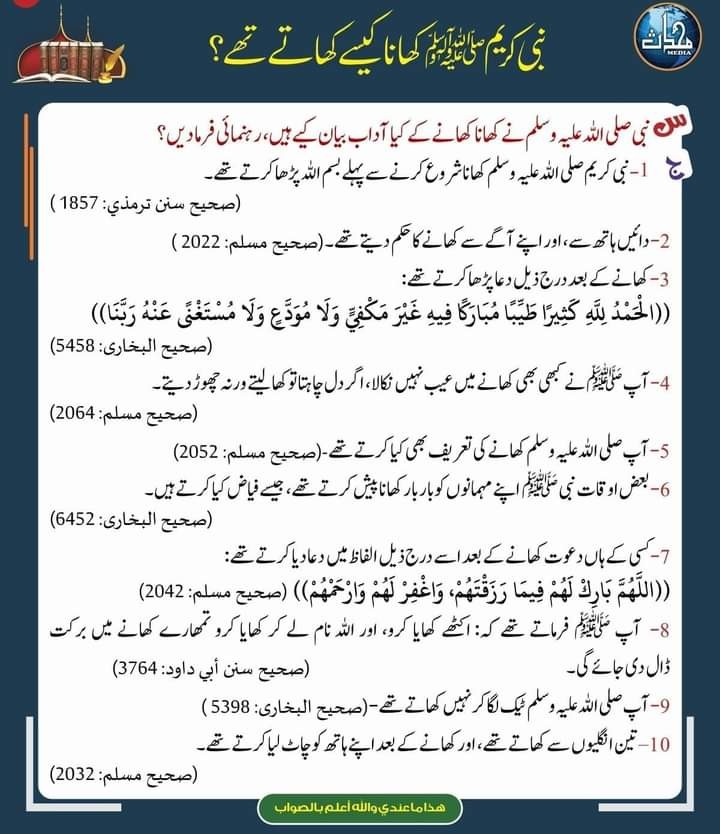 نبی کریم ﷺ کھانا کیسے کھاتے تھے؟
محدث
MEDIA
س نبی صلی اللہ علیہ وسلم نے کھانا کھانے کے کیا آداب بیان کیے ہیں، رہنمائی فرمادیں؟
ج 1- نبی کریم صلی اللہ علیہ وسلم کھانا شروع کرنے سے پہلے بسم اللہ پڑھا کرتے تھے۔
(صحيح سنن ترمذي: 1857)
2- دائیں ہاتھ سے، اور اپنے آگے سے کھانے کا حکم دیتے تھے۔ (صحیح مسلم: 2022)
3- کھانے کے بعد درج ذیل دعا پڑھا کرتے تھے:
((الْحَمْدُ لِلَّهِ كَثِيرًا طَيِّبًا مُبَارَكًا فِيهِ غَيْرَ مَكْفِيٍّ وَلَا مُوَدَّعٍ وَلَا مُسْتَغْنًى عَنْهُ رَبَّنَا))
(صحيح البخاری: 5458)
4- آپ ﷺ نے کبھی بھی کھانے میں عیب نہیں نکالا، اگر دل چاہتا تو کھا لیتے ورنہ چھوڑ دیتے۔
(صحیح مسلم: 2064)
5- آپ صلی اللہ علیہ وسلم کھانے کی تعریف بھی کیا کرتے تھے۔ (صحیح مسلم: 2052)
6- بعض اوقات نبی ﷺ اپنے مہمانوں کو بار بار کھانا پیش کرتے تھے، جیسے فیاض کیا کرتے ہیں۔
(صحيح البخاری: 6452)
7- کسی کے ہاں دعوت کھانے کے بعد اسے درج ذیل الفاظ میں دعا دیا کرتے تھے:
((اللَّهُمَّ بَارِكْ لَهُمْ فِيمَا رَزَقْتَهُمْ، وَاغْفِرْ لَهُمْ وَارْحَمْهُمْ)) (صحیح مسلم: 2042)
8- آپ ﷺ فرماتے تھے کہ: اکٹھے کھایا کرو، اور اللہ نام لے کر کھایا کرو تمھارے کھانے میں برکت
ڈال دی جائے گی۔ (صحيح سنن أبي داود: 3764)
9- آپ صلی اللہ علیہ وسلم ٹیک لگا کر نہیں کھاتے تھے۔ (صحیح البخاری: 5398)
10- تین انگلیوں سے کھاتے تھے، اور کھانے کے بعد اپنے ہاتھ کو چاٹ لیا کرتے تھے۔
(صحیح مسلم: 2032)
هذا ما عندي والله أعلم بالصواب